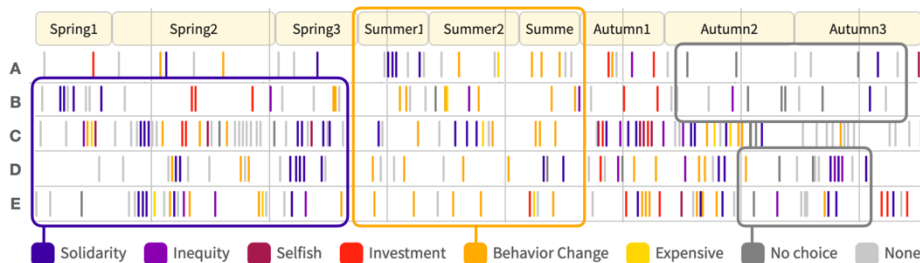 Spring1 Spring2 Spring3 Summer1 Summer2 Summe Autumn1 Autumn2 Autumn3
A
B
C
D
E
Solidarity Inequity Selfish Investment Behavior Change Expensive No choice None